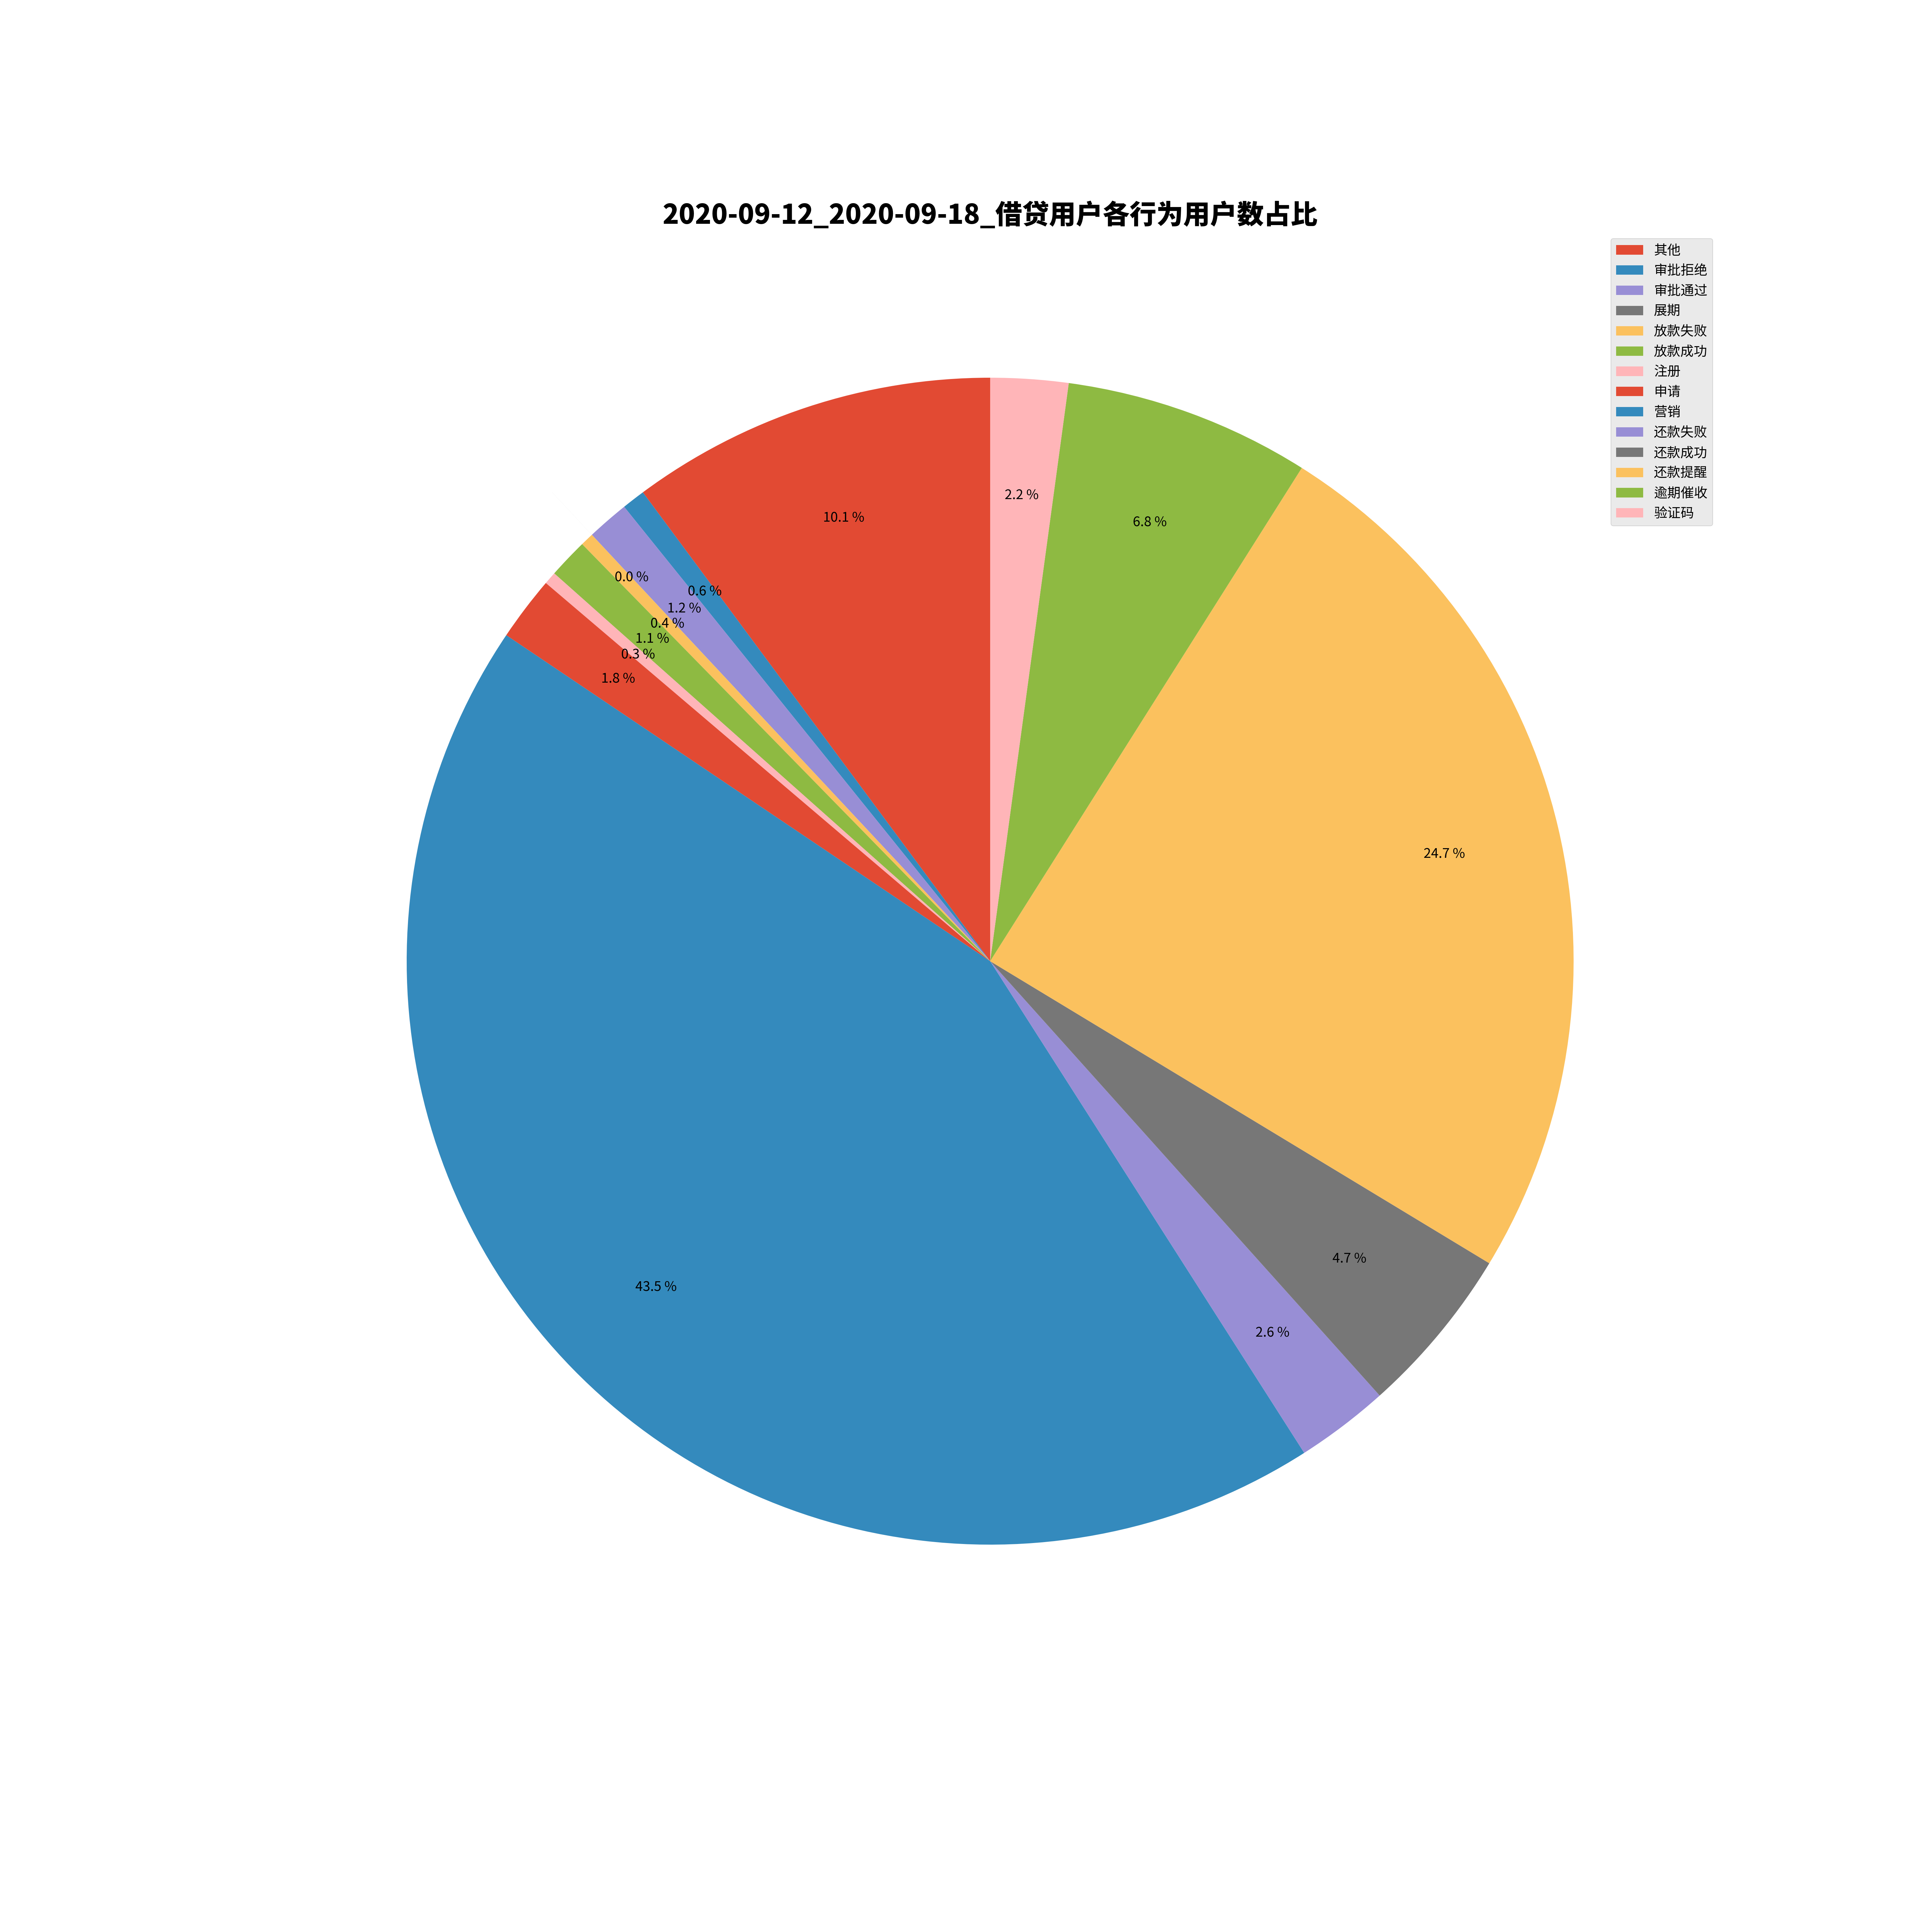 2020-09-12_2020-09-18_借贷用户各行为用户数占比
其他
审批拒绝
审批通过
展期
放款失败
放款成功
注册
申请
营销
还款失败
还款成功
还款提醒
逾期催收
验证码
2.2 %
10.1 %
6.8 %
0.0 %
0.6 %
1.2 %
0.4 %
1.1 %
0.3 %
1.8 %
24.7 %
4.7 %
43.5 %
2.6 %